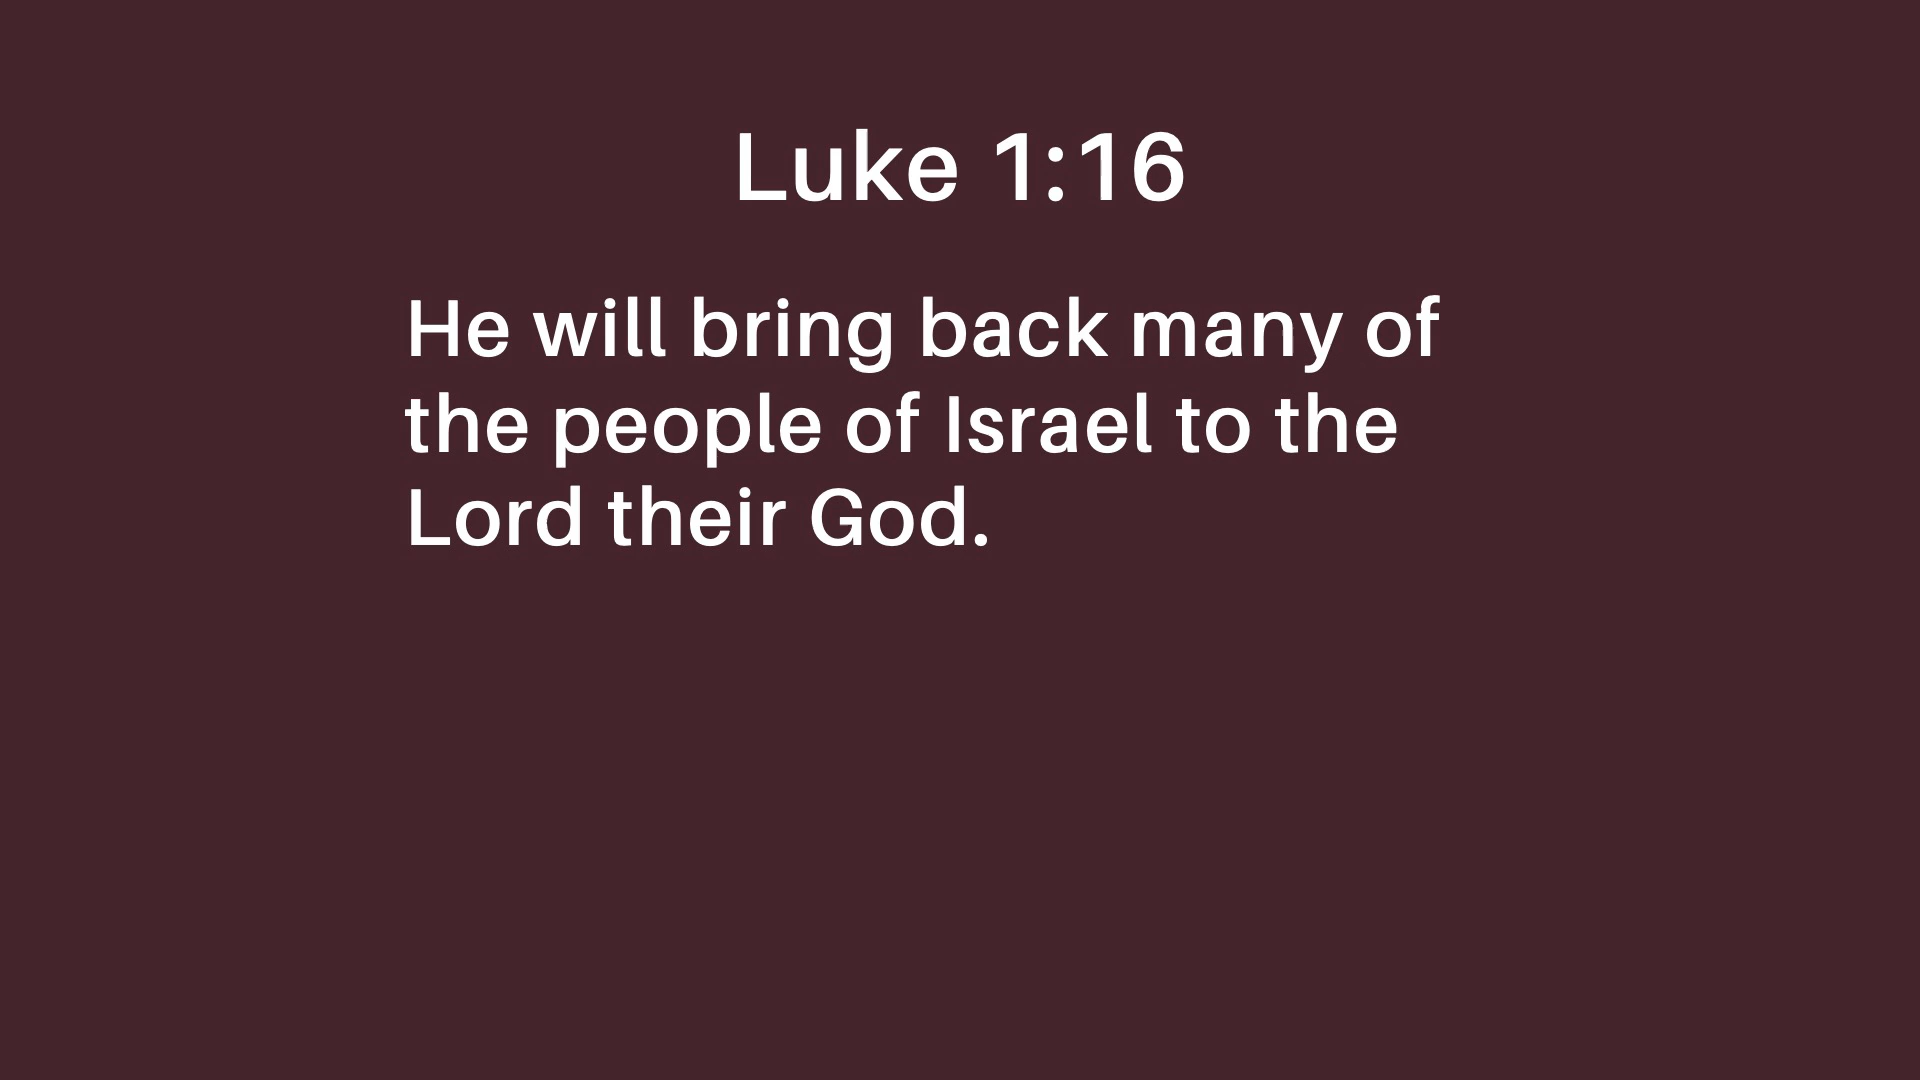 Luke 1:16
He will bring back many of
the people of Israel to the
Lord their God.